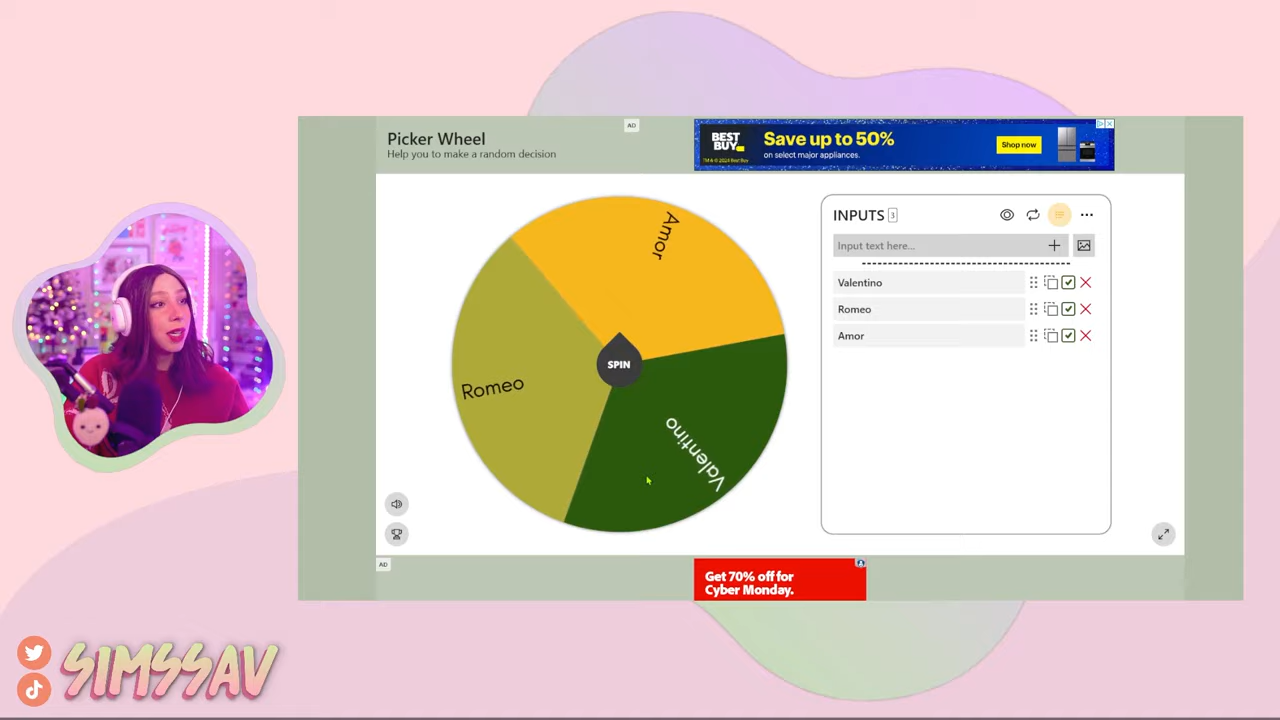 Picker Wheel
Help you to make a random decision
AD
BEST
BUY
Save up to 50%
on select major appliances.
Shop now
Amor
Romeo
Valentino
SPIN
INPUTS 3
Input text here...
Valentino
Romeo
Amor
AD
Get 70% off for
Cyber Monday.
SIMSSAV